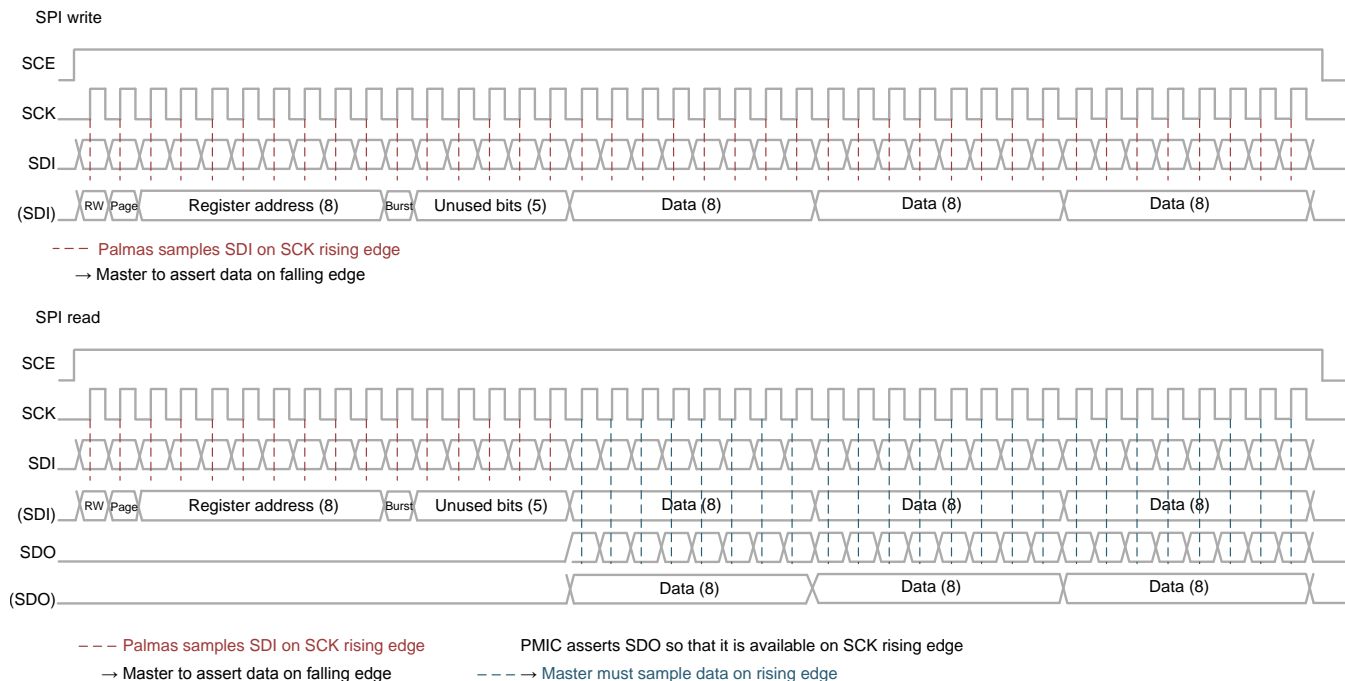 SPI write
SCE
SCK
SDI
(SDI) RW Page Register address (8) Burst Unused bits (5) Data (8) Data (8) Data (8)
--- Palmas samples SDI on SCK rising edge
→ Master to assert data on falling edge
SPI read
SCE
SCK
SDI
(SDI) RW Page Register address (8) Burst Unused bits (5) Data (8) Data (8) Data (8)
SDO
(SDO) Data (8) Data (8) Data (8)
--- Palmas samples SDI on SCK rising edge PMIC asserts SDO so that it is available on SCK rising edge
→ Master to assert data on falling edge ---→ Master must sample data on rising edge